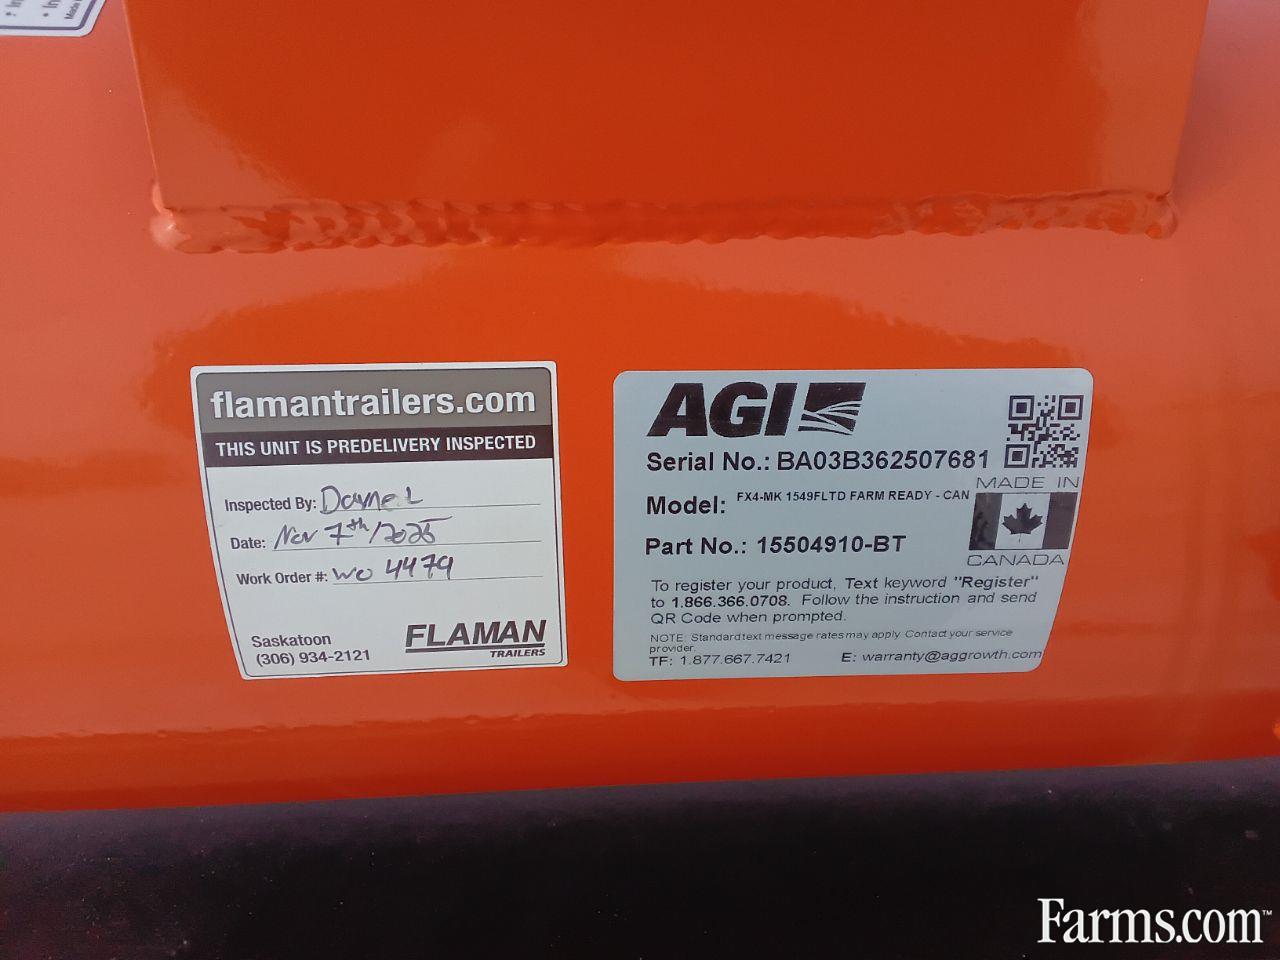 flamantrailers.com
THIS UNIT IS PREDELIVERY INSPECTED
Inspected By: Dayne L
Date: Nov 7th/2025
Work Order #: WO 4479
Saskatoon
(306) 934-2121
FLAMAN
TRAILERS
AGI
Serial No.: BA03B362507681
Model: FX4-MK 1549FLTD FARM READY - CAN
Part No.: 15504910-BT
MADE IN
CANADA
To register your product, Text keyword "Register"
to 1.866.366.0708. Follow the instruction and send
QR Code when prompted.
NOTE: Standard text message rates may apply. Contact your service
provider.
TF: 1.877.667.7421 E: warranty@aggrowth.com
Farms.com™